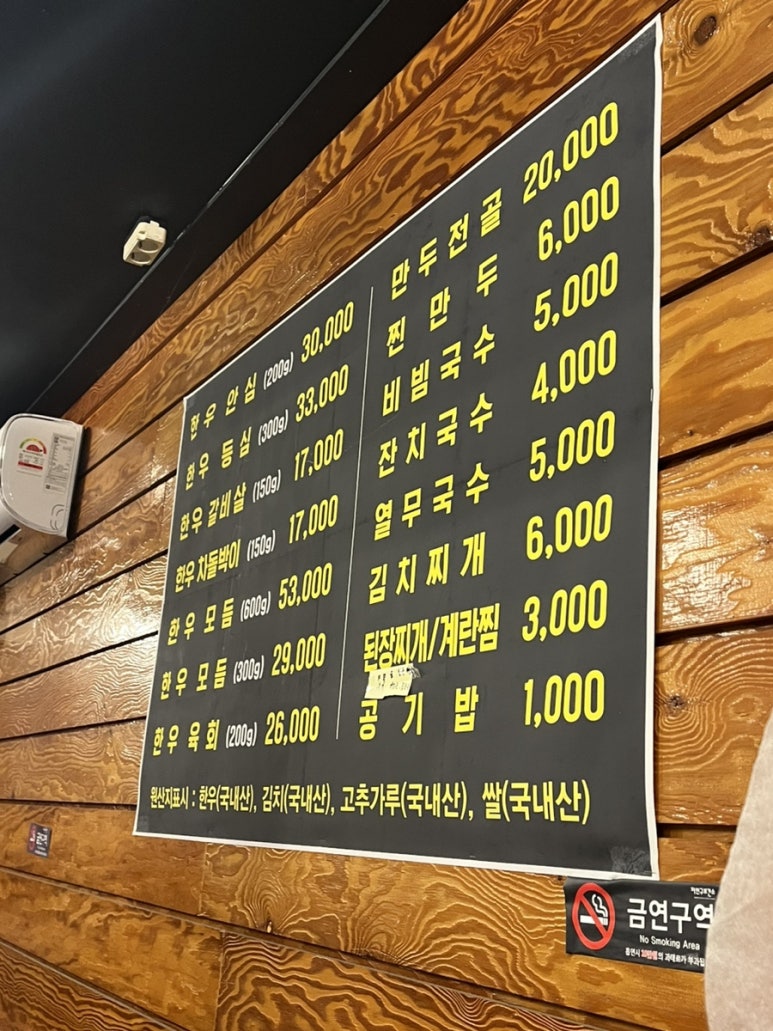 한우 안심 (200g) 30,000
한우 등심 (300g) 33,000
한우 갈비살 (150g) 17,000
한우 차돌박이 (150g) 17,000
한우 모듬 (600g) 53,000
한우 모듬 (300g) 29,000
한우 육회 (200g) 26,000
만두전골 20,000
찐만두 6,000
비빔국수 5,000
잔치국수 4,000
열무국수 5,000
김치찌개 6,000
된장찌개/계란찜 3,000
공기밥 1,000
원산지표시 : 한우(국내산), 김치(국내산), 고추가루(국내산), 쌀(국내산)
금연구역
No Smoking Area